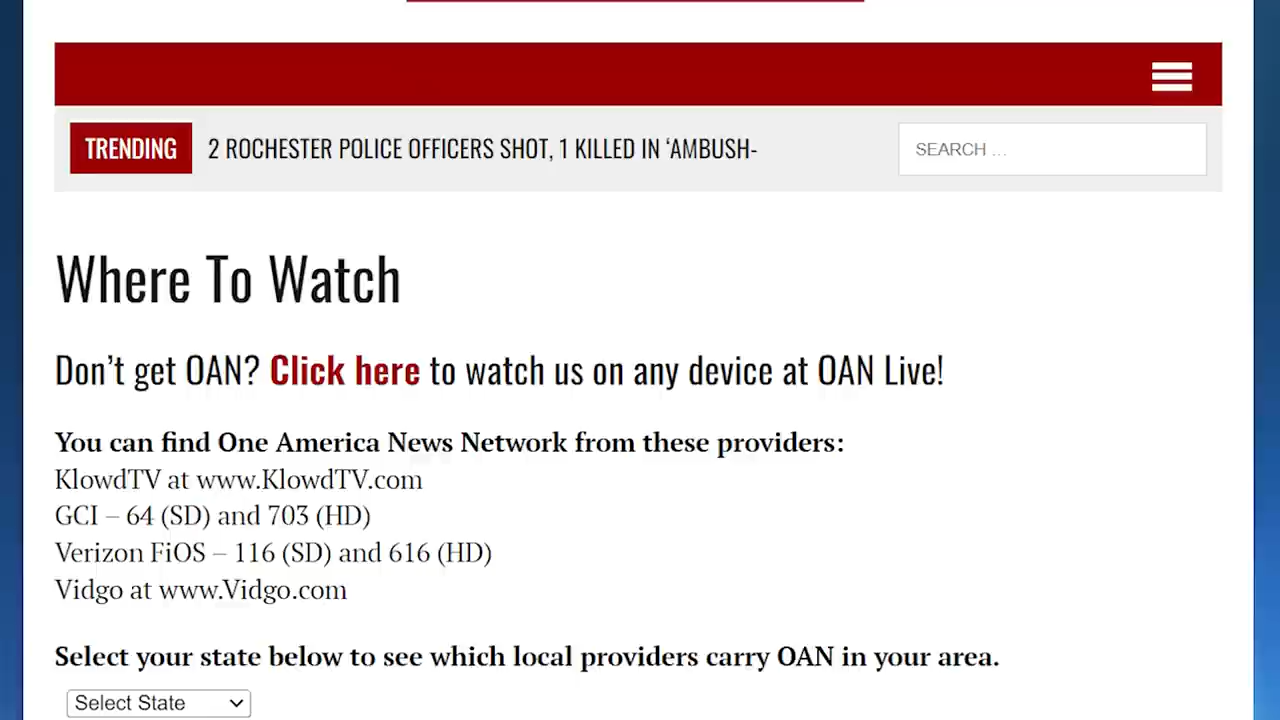 TRENDING
2 ROCHESTER POLICE OFFICERS SHOT, 1 KILLED IN ‘AMBUSH-
SEARCH ...
Where To Watch
Don’t get OAN? Click here to watch us on any device at OAN Live!
You can find One America News Network from these providers:
KlowdTV at www.KlowdTV.com
GCI – 64 (SD) and 703 (HD)
Verizon FiOS – 116 (SD) and 616 (HD)
Vidgo at www.Vidgo.com
Select your state below to see which local providers carry OAN in your area.
Select State